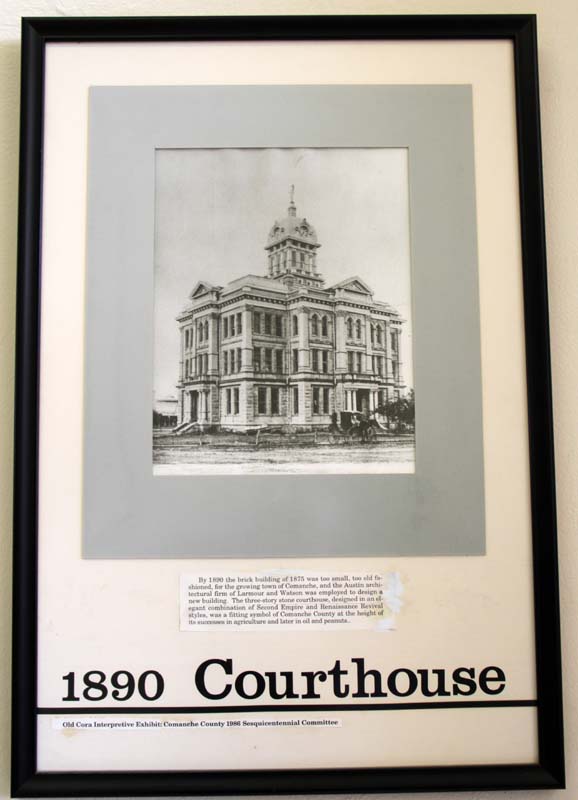 By 1890 the brick building of 1875 was too small, too old fa-
shioned, for the growing town of Comanche, and the Austin archi-
tectural firm of Larmour and Watson was employed to design a
new building. The three-story stone courthouse, designed in an el-
egant combination of Second Empire and Renaissance Revival
styles, was a fitting symbol of Comanche County at the height of
its successes in agriculture and later in oil and peanuts.
1890 Courthouse
Old Cora Interpretive Exhibit: Comanche County 1986 Sesquicentennial Committee